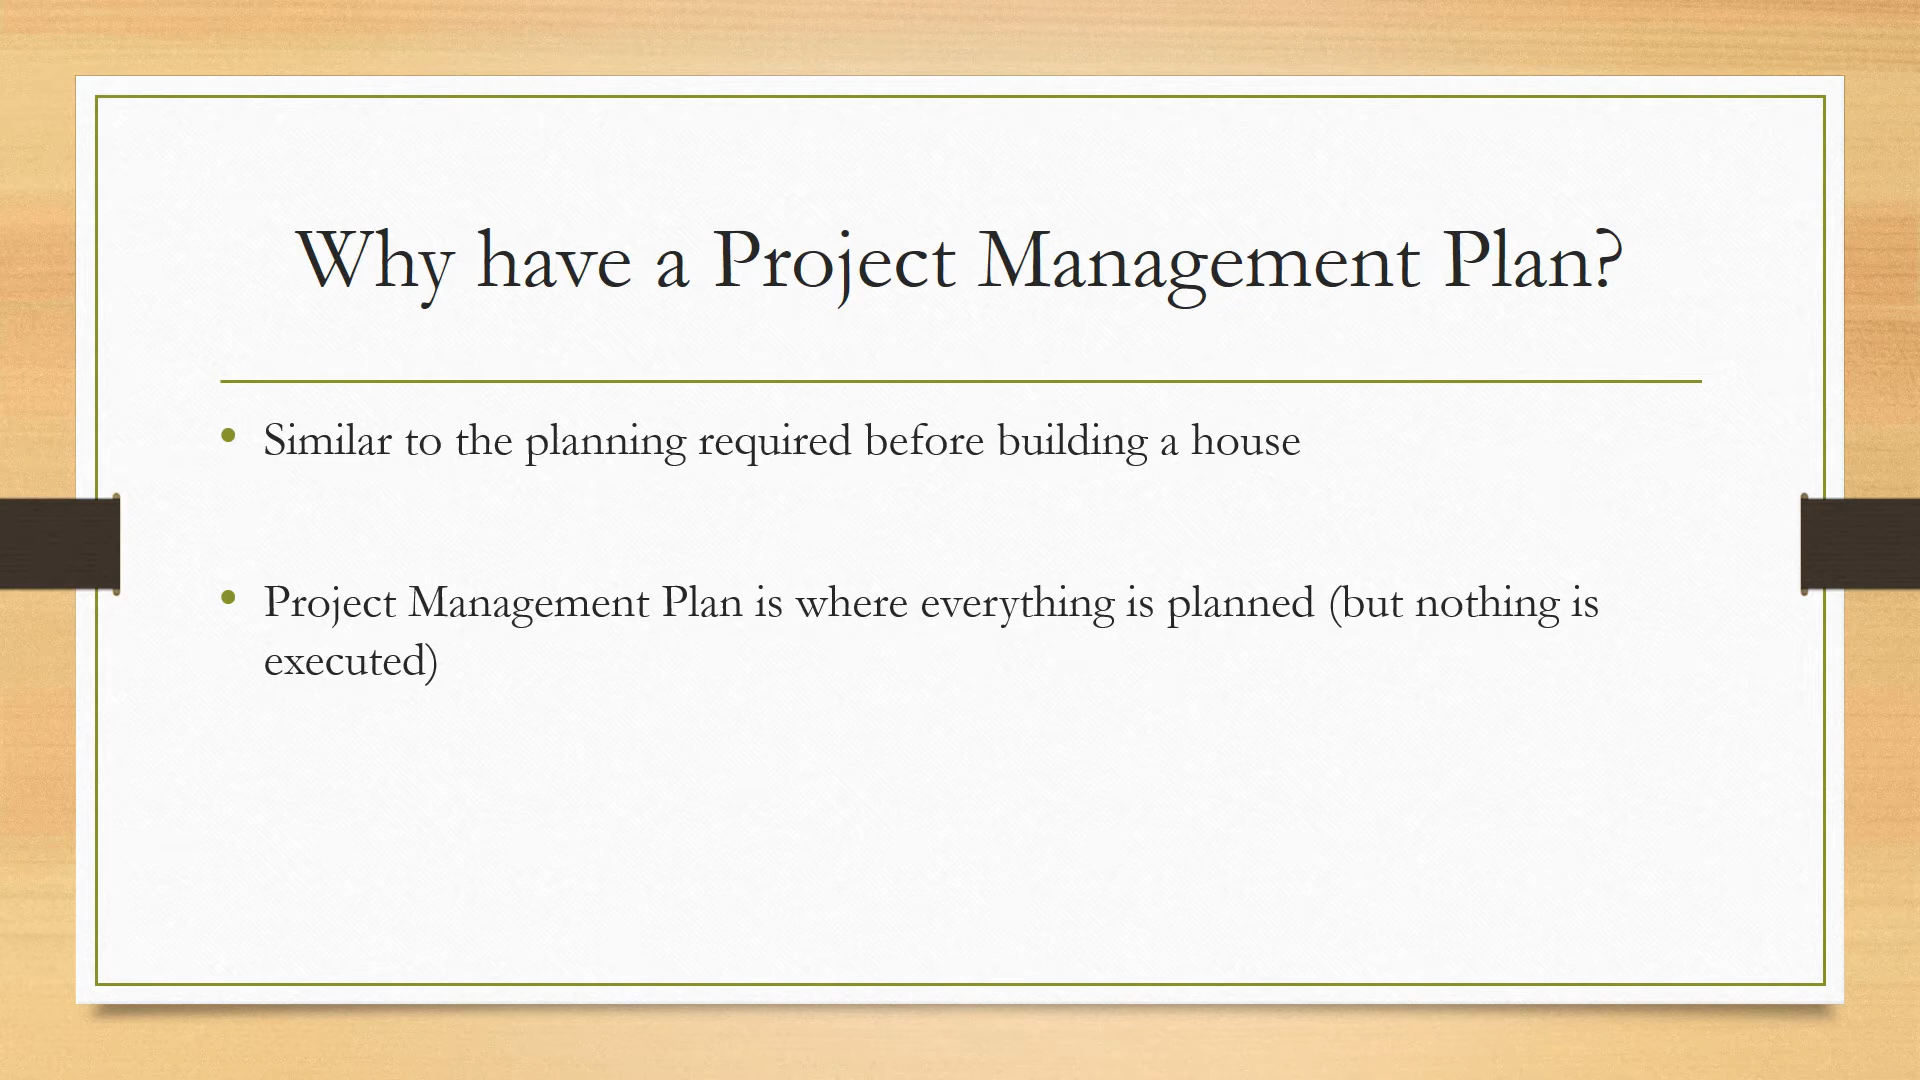 Why have a Project Management Plan?
• Similar to the planning required before building a house
• Project Management Plan is where everything is planned (but nothing is
executed)